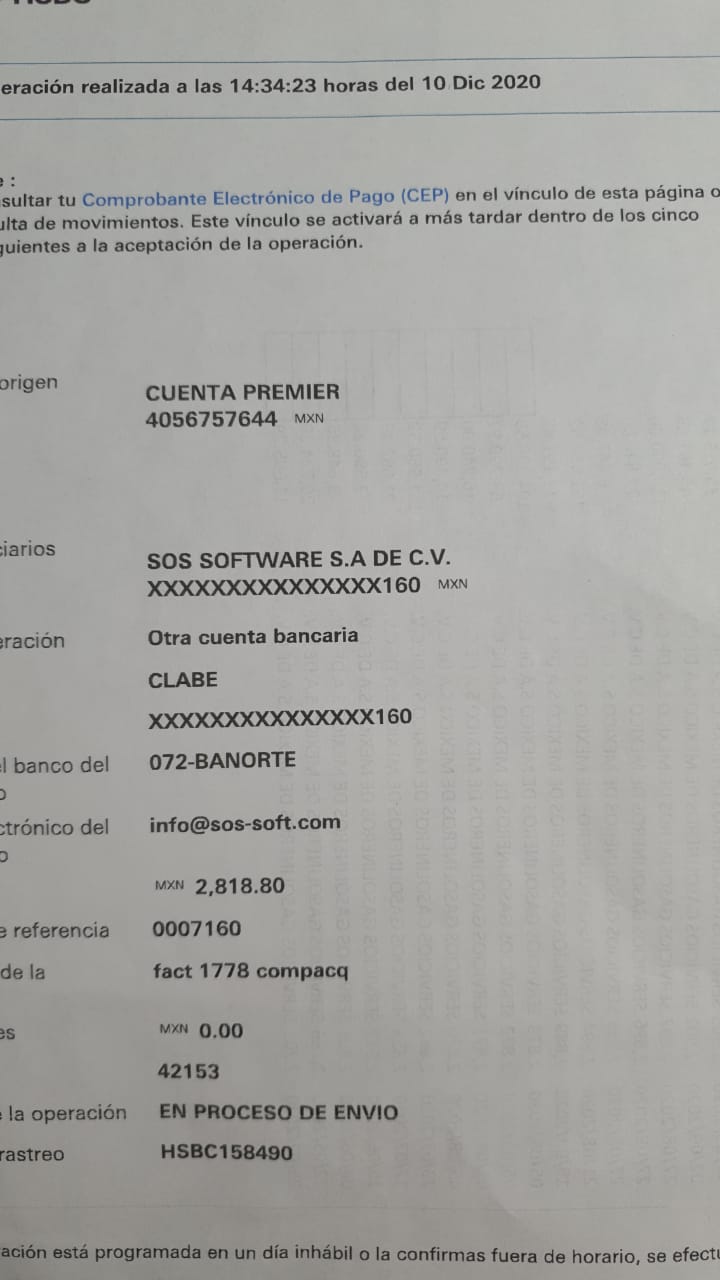 eración realizada a las 14:34:23 horas del 10 Dic 2020
e :
sultar tu Comprobante Electrónico de Pago (CEP) en el vínculo de esta página o
ulta de movimientos. Este vínculo se activará a más tardar dentro de los cinco
guientes a la aceptación de la operación.
origen CUENTA PREMIER
4056757644 MXN
ciarios SOS SOFTWARE S.A DE C.V.
XXXXXXXXXXXXXXX160 MXN
eración Otra cuenta bancaria
CLABE
XXXXXXXXXXXXXXX160
el banco del 072-BANORTE
o
ctrónico del info@sos-soft.com
o
MXN 2,818.80
e referencia 0007160
de la fact 1778 compacq
es MXN 0.00
42153
e la operación EN PROCESO DE ENVIO
rastreo HSBC158490
ación está programada en un día inhábil o la confirmas fuera de horario, se efectu